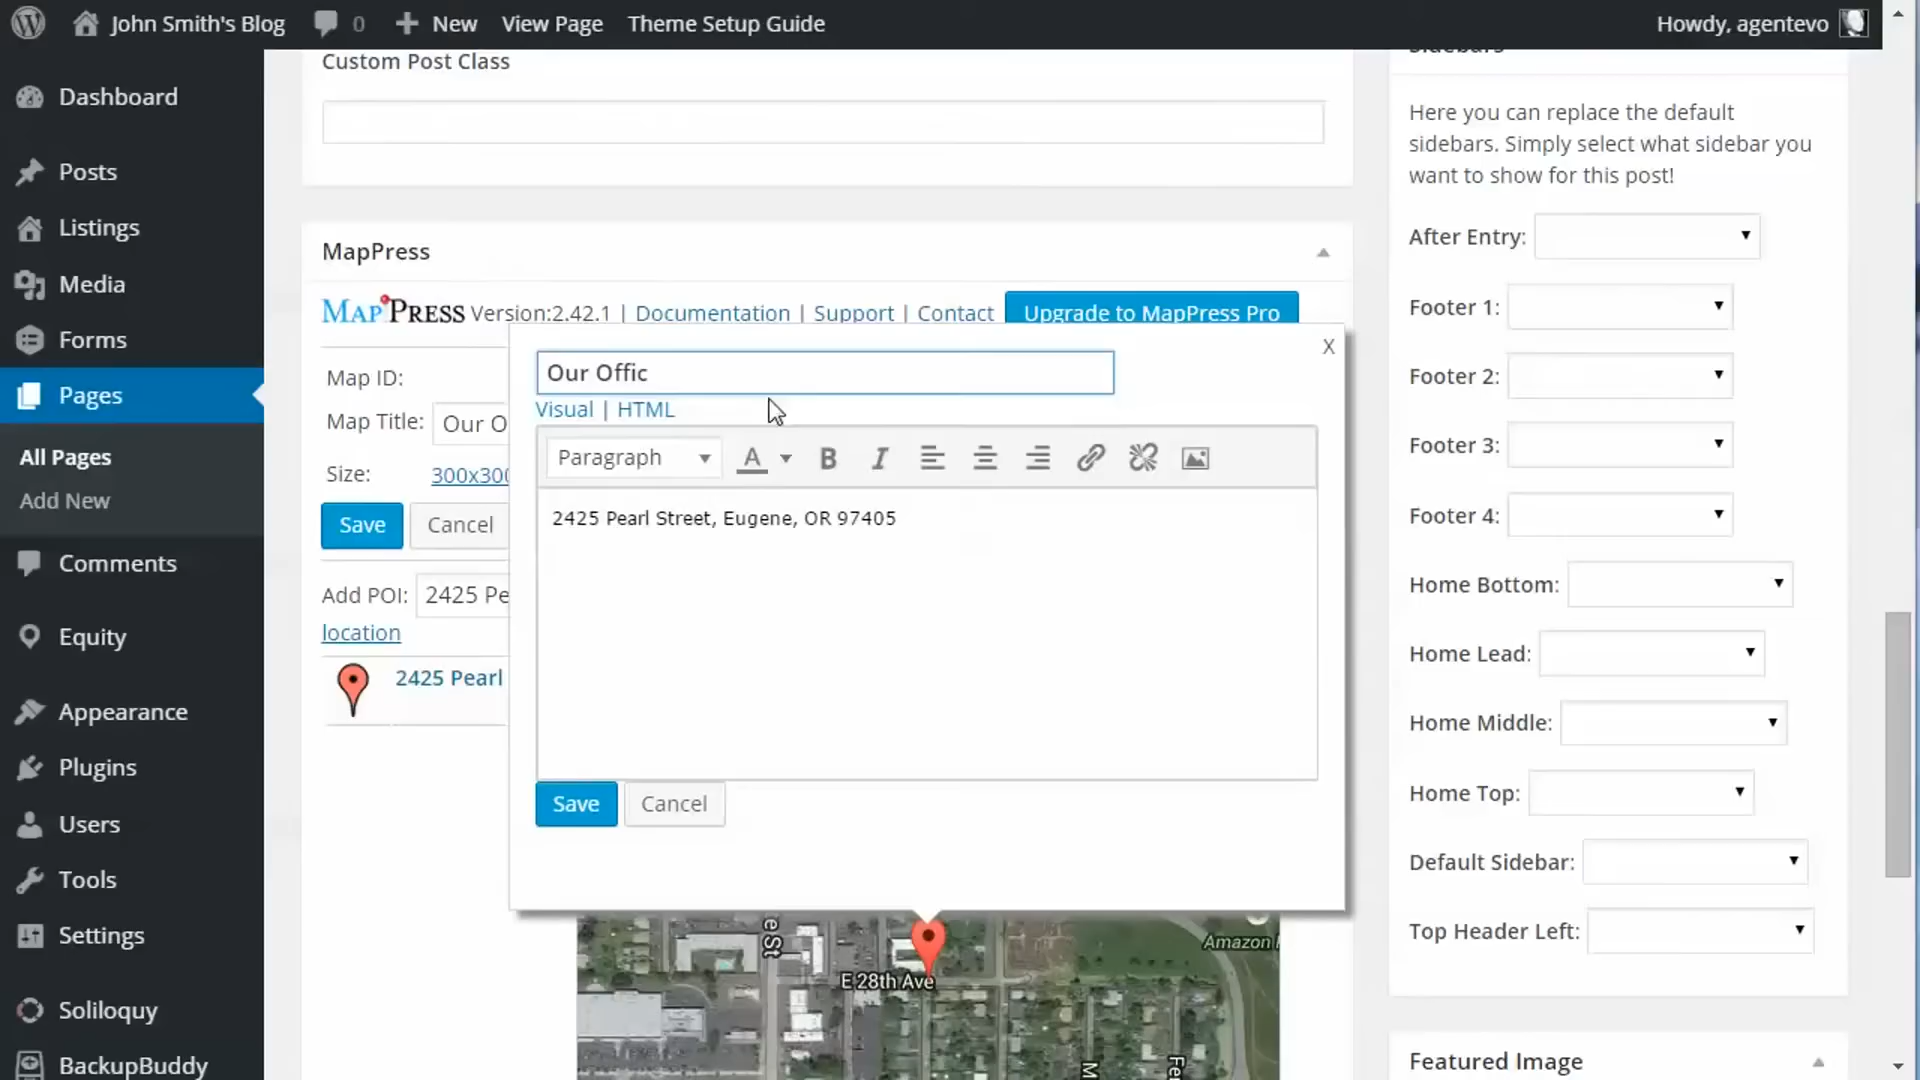 John Smith's Blog
0
New
View Page
Theme Setup Guide
Howdy, agentevo
Dashboard
Posts
Listings
Media
Forms
Pages
All Pages
Add New
Comments
Equity
Appearance
Plugins
Users
Tools
Settings
Soliloquy
BackupBuddy
Custom Post Class
MapPress
MAPPRESS Version:2.42.1 | Documentation | Support | Contact
Upgrade to MapPress Pro
Map ID:
Map Title: Our O
Size: 300x300
Save
Cancel
Add POI: 2425 Pe
location
2425 Pearl
X
Our Offic
Visual | HTML
Paragraph
A
B
I
2425 Pearl Street, Eugene, OR 97405
Save
Cancel
e St
Amazon
E 28th Ave
M
Fe
Sidebars
Here you can replace the default
sidebars. Simply select what sidebar you
want to show for this post!
After Entry:
Footer 1:
Footer 2:
Footer 3:
Footer 4:
Home Bottom:
Home Lead:
Home Middle:
Home Top:
Default Sidebar:
Top Header Left:
Featured Image